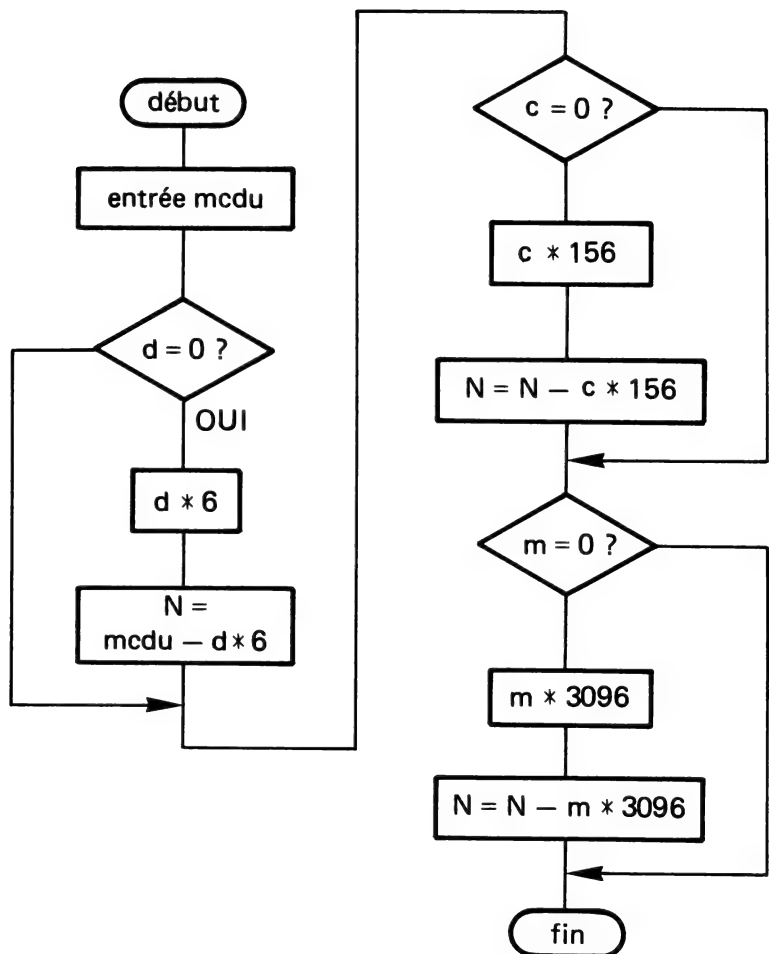 début
entrée mcdu
d = 0 ?
OUI
d * 6
N =
mcdu — d * 6
c = 0 ?
c * 156
N = N — c * 156
m = 0 ?
m * 3096
N = N — m * 3096
fin